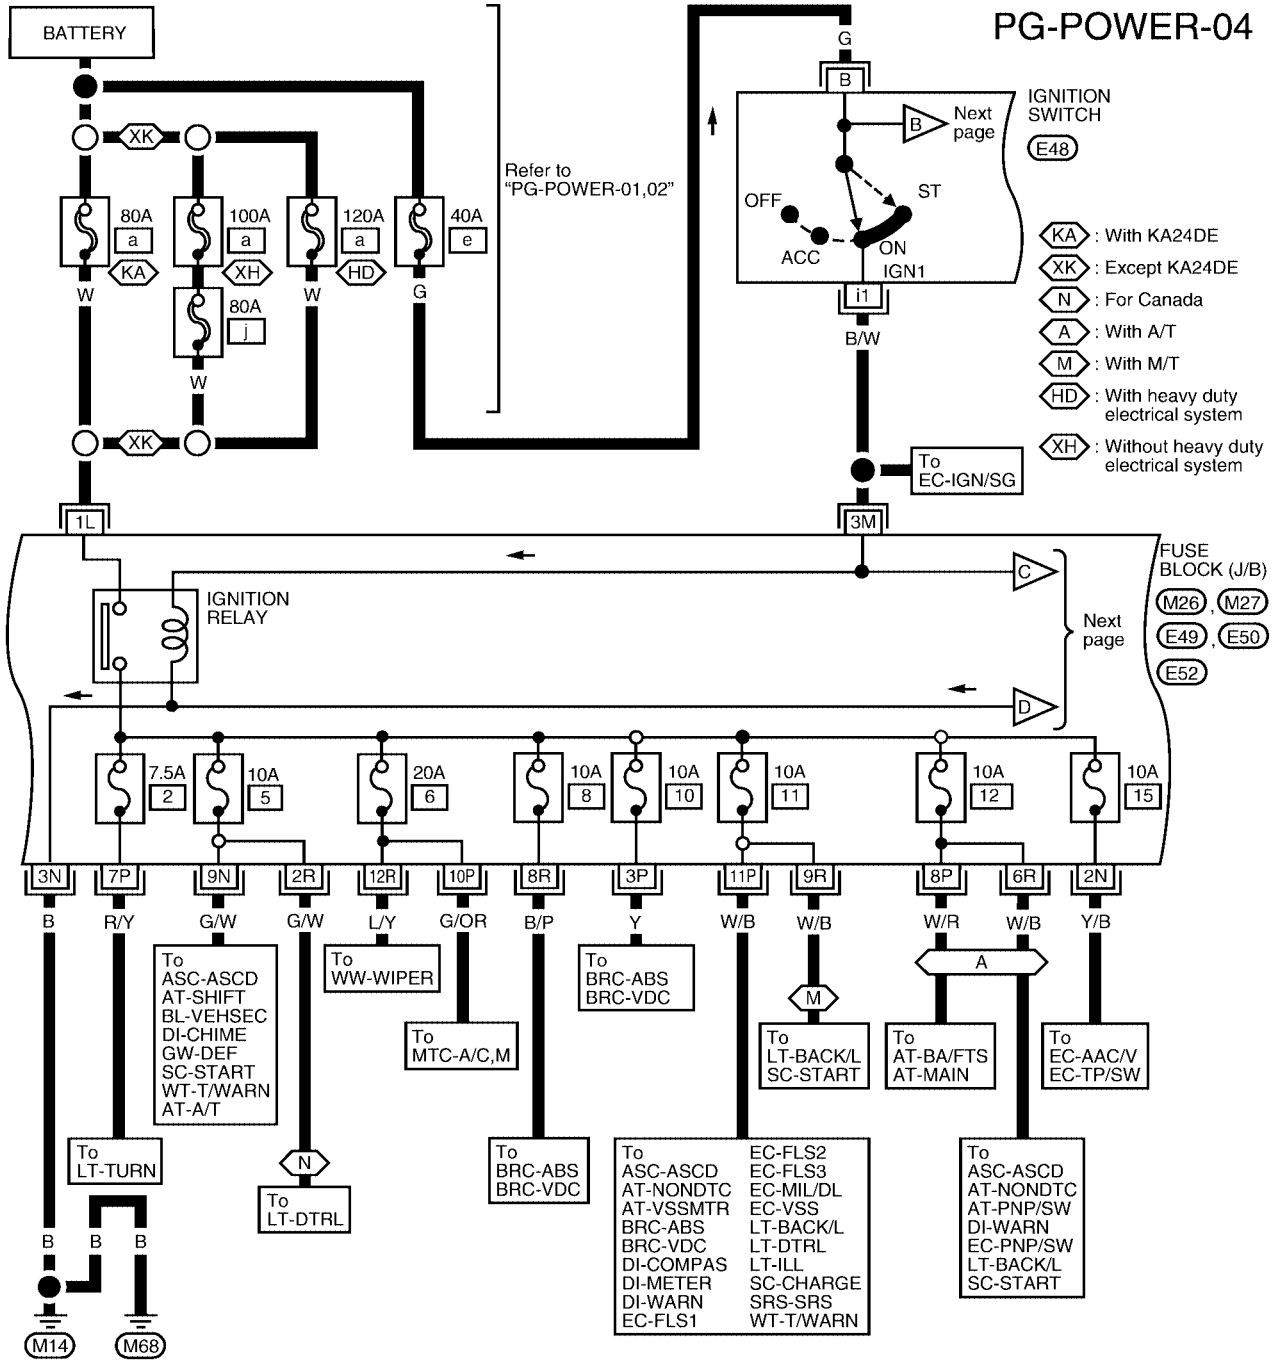 PG-POWER-04
BATTERY
G
B
IGNITION
SWITCH
E48
B
Next
page
XK
Refer to
"PG-POWER-01,02"
OFF
ST
ACC
ON
IGN1
i1
B/W
80A
a
KA
100A
a
XH
120A
a
HD
40A
e
W
W
G
80A
j
W
XK
KA : With KA24DE
XK : Except KA24DE
N : For Canada
A : With A/T
M : With M/T
HD : With heavy duty
electrical system
XH : Without heavy duty
electrical system
To
EC-IGN/SG
1L
3M
FUSE
BLOCK (J/B)
M26 , M27
E49 , E50
E52
C
IGNITION
RELAY
Next
page
D
7.5A
2
10A
5
20A
6
10A
8
10A
10
10A
11
10A
12
10A
15
3N
7P
9N
2R
12R
10P
8R
3P
11P
9R
8P
6R
2N
B
R/Y
G/W
G/W
L/Y
G/OR
B/P
Y
W/B
W/B
W/R
W/B
Y/B
To
ASC-ASCD
AT-SHIFT
BL-VEHSEC
DI-CHIME
GW-DEF
SC-START
WT-T/WARN
AT-A/T
To
WW-WIPER
To
BRC-ABS
BRC-VDC
A
M
To
MTC-A/C,M
To
LT-BACK/L
SC-START
To
AT-BA/FTS
AT-MAIN
To
EC-AAC/V
EC-TP/SW
To
LT-TURN
N
To
LT-DTRL
To
BRC-ABS
BRC-VDC
To
ASC-ASCD
AT-NONDTC
AT-VSSMTR
BRC-ABS
BRC-VDC
DI-COMPAS
DI-METER
DI-WARN
EC-FLS1
EC-FLS2
EC-FLS3
EC-MIL/DL
EC-VSS
LT-BACK/L
LT-DTRL
LT-ILL
SC-CHARGE
SRS-SRS
WT-T/WARN
To
ASC-ASCD
AT-NONDTC
AT-PNP/SW
DI-WARN
EC-PNP/SW
LT-BACK/L
SC-START
B
B
B
M14
M68